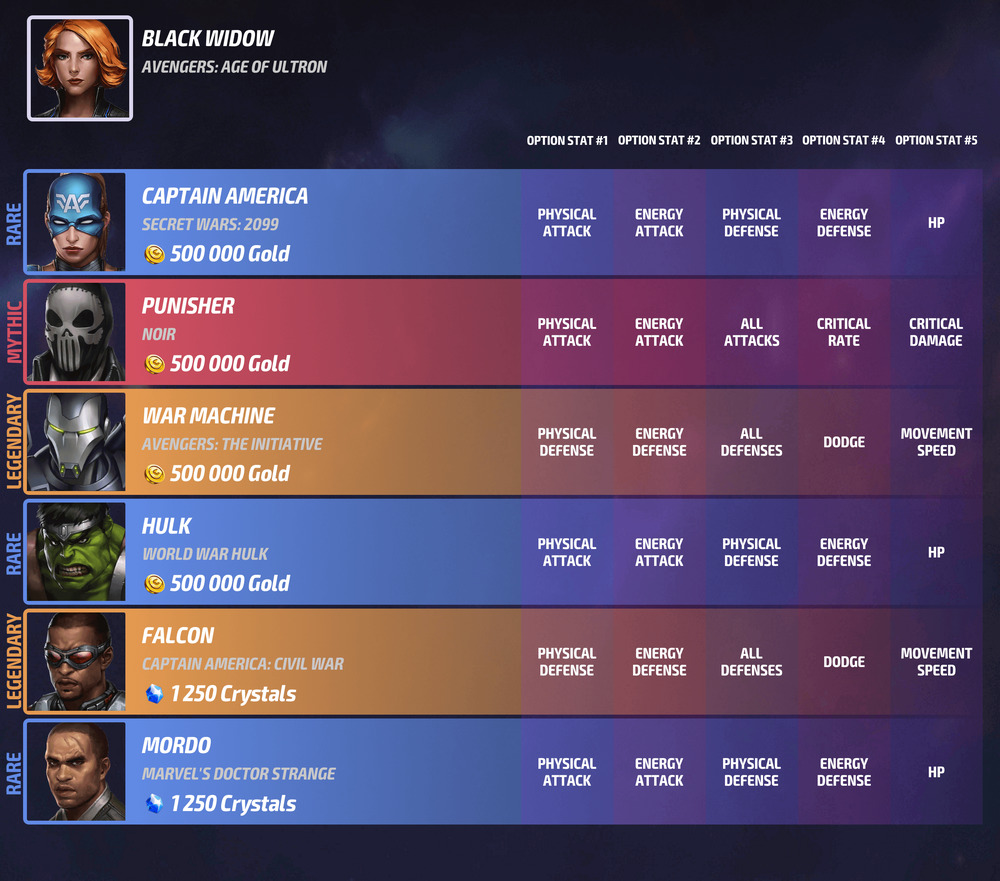 BLACK WIDOW
AVENGERS: AGE OF ULTRON
OPTION STAT #1 OPTION STAT #2 OPTION STAT #3 OPTION STAT #4 OPTION STAT #5
RARE
CAPTAIN AMERICA
SECRET WARS: 2099
500 000 Gold
PHYSICAL ATTACK ENERGY ATTACK PHYSICAL DEFENSE ENERGY DEFENSE HP
MYTHIC
PUNISHER
NOIR
500 000 Gold
PHYSICAL ATTACK ENERGY ATTACK ALL ATTACKS CRITICAL RATE CRITICAL DAMAGE
LEGENDARY
WAR MACHINE
AVENGERS: THE INITIATIVE
500 000 Gold
PHYSICAL DEFENSE ENERGY DEFENSE ALL DEFENSES DODGE MOVEMENT SPEED
RARE
HULK
WORLD WAR HULK
500 000 Gold
PHYSICAL ATTACK ENERGY ATTACK PHYSICAL DEFENSE ENERGY DEFENSE HP
LEGENDARY
FALCON
CAPTAIN AMERICA: CIVIL WAR
1 250 Crystals
PHYSICAL DEFENSE ENERGY DEFENSE ALL DEFENSES DODGE MOVEMENT SPEED
RARE
MORDO
MARVEL'S DOCTOR STRANGE
1 250 Crystals
PHYSICAL ATTACK ENERGY ATTACK PHYSICAL DEFENSE ENERGY DEFENSE HP